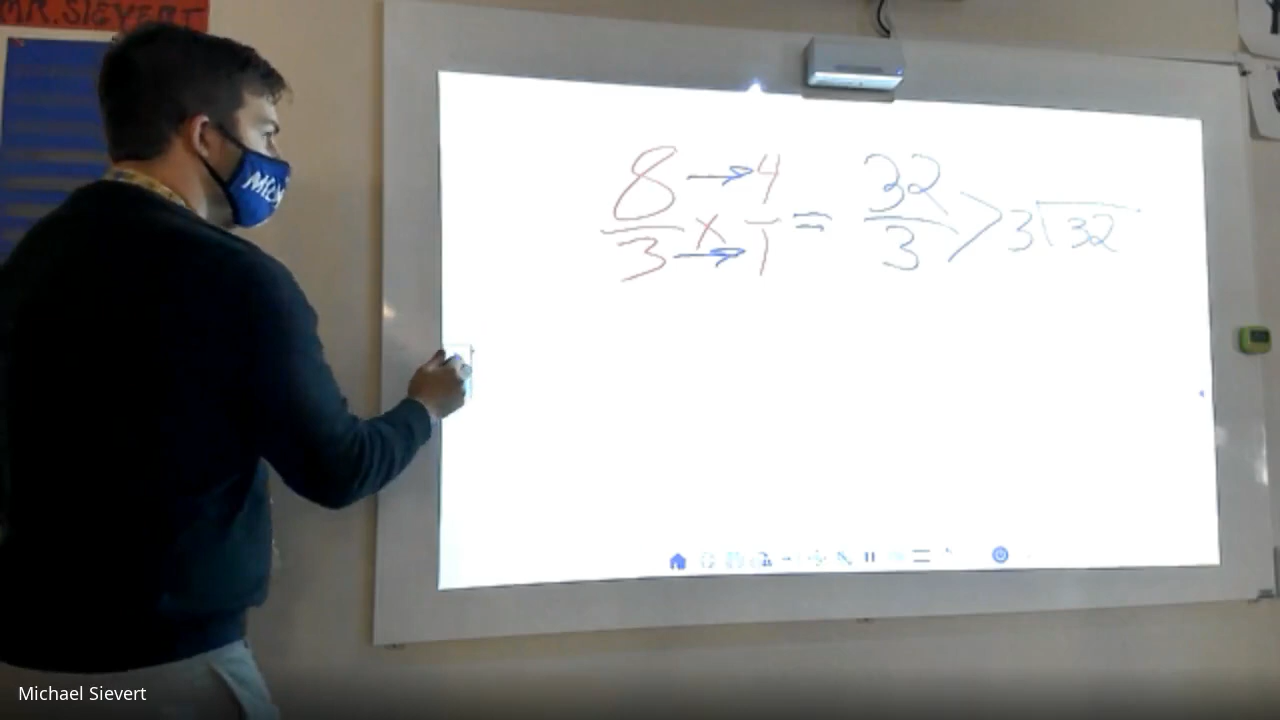 MR. SIEVERT
8/3 x 4/1 = 32/3 > 3√32
Michael Sievert